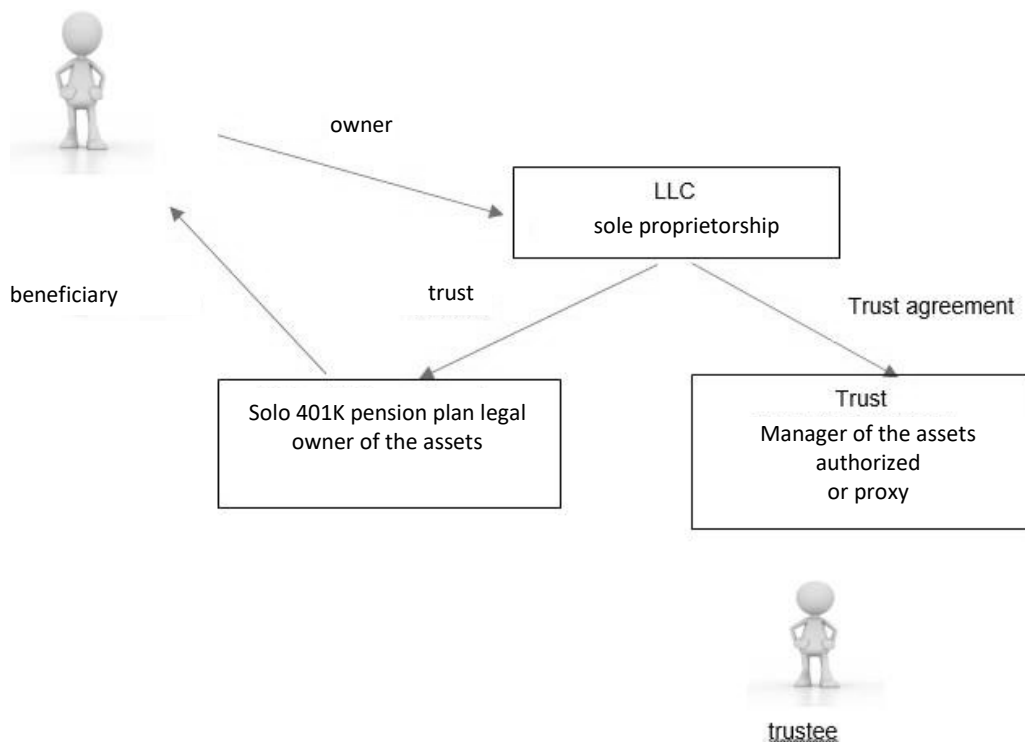 owner
LLC
sole proprietorship
beneficiary
trust
Trust agreement
Solo 401K pension plan legal
owner of the assets
Trust
Manager of the assets
authorized
or proxy
trustee